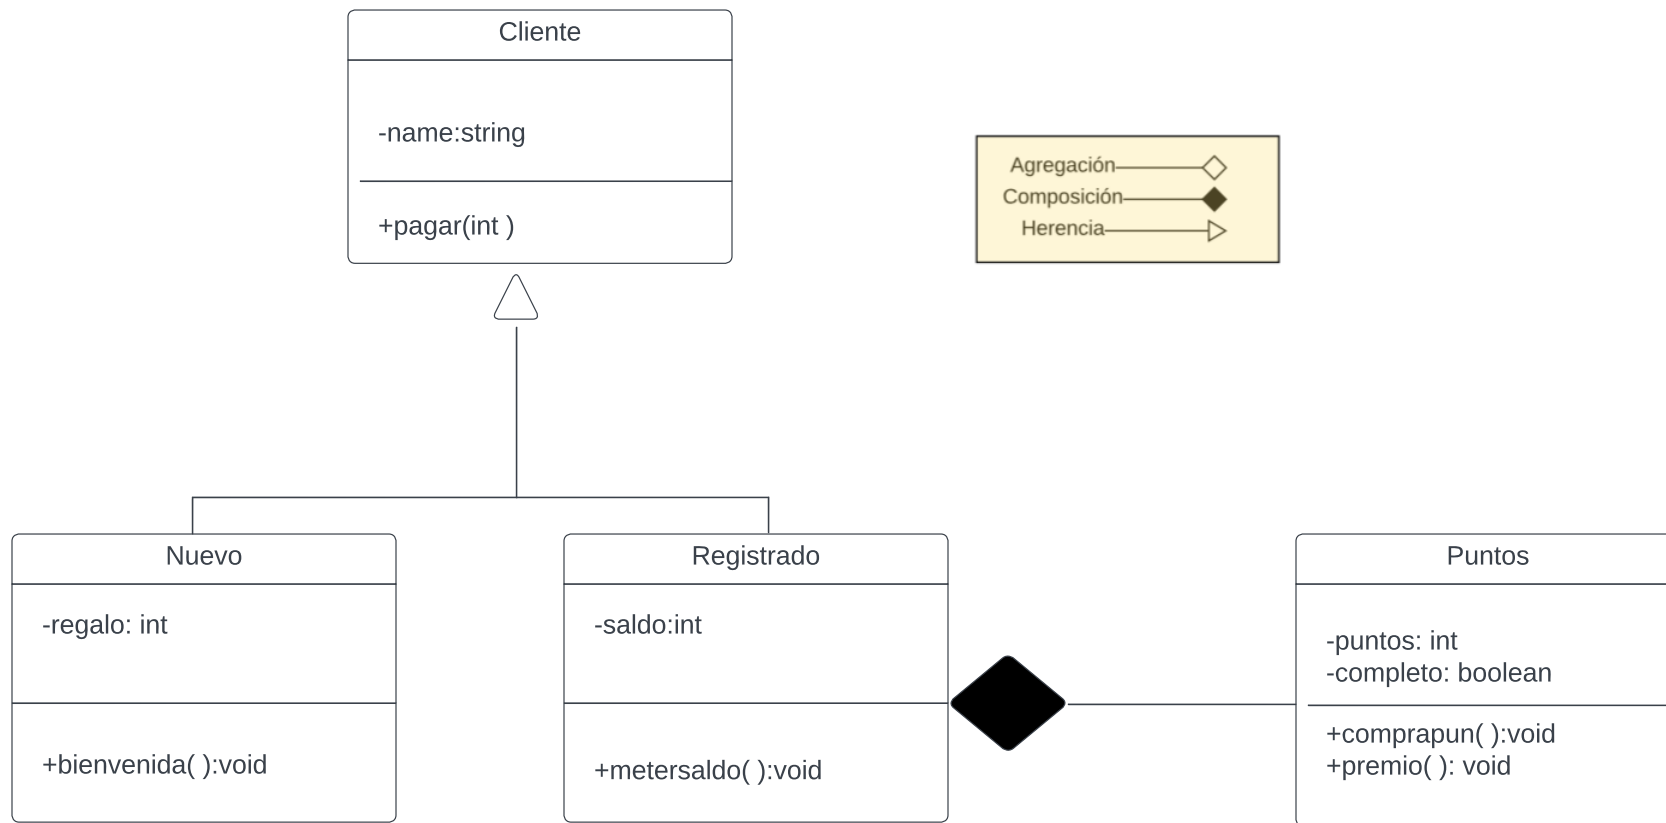 Cliente
-name:string
+pagar(int )
Agregación
Composición
Herencia
Nuevo
-regalo: int
+bienvenida( ):void
Registrado
-saldo:int
+metersaldo( ):void
Puntos
-puntos: int
-completo: boolean
+comprapun( ):void
+premio( ): void